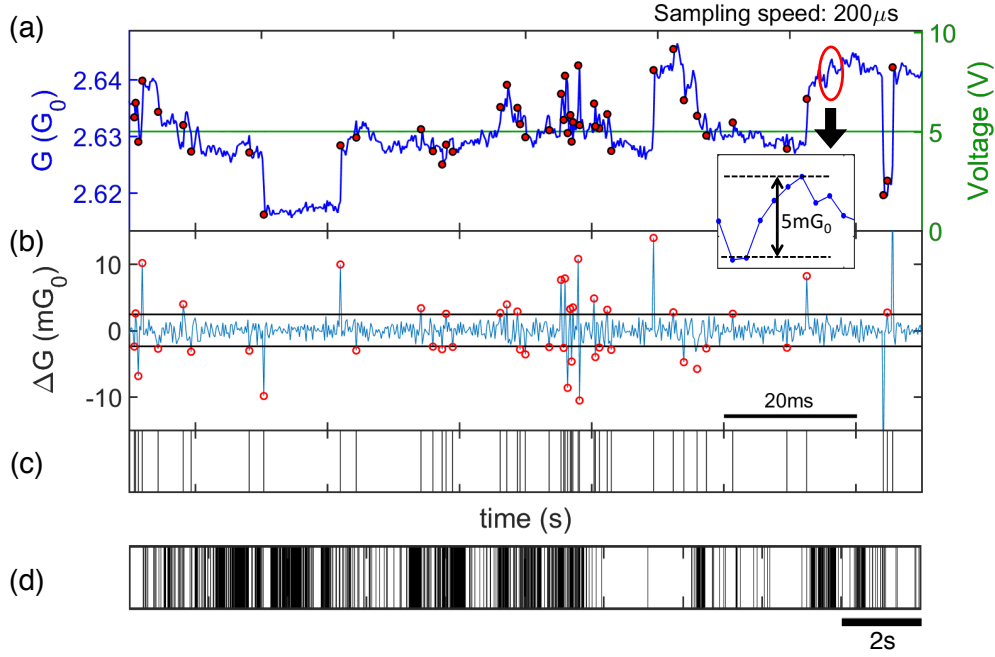 Sampling speed: 200μs
(a)
10
5
0
Voltage (V)
2.64
2.63
2.62
G (G₀)
5mG₀
(b)
10
0
-10
ΔG (mG₀)
20ms
(c)
time (s)
(d)
2s